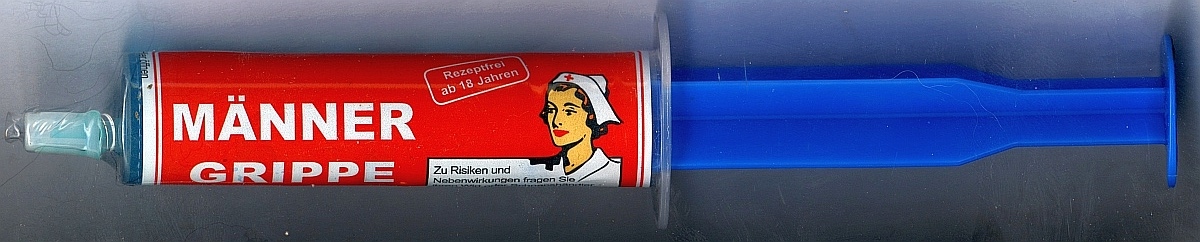 Rezeptfrei
ab 18 Jahren
MÄNNER
GRIPPE
Zu Risiken und
Nebenwirkungen fragen Sie